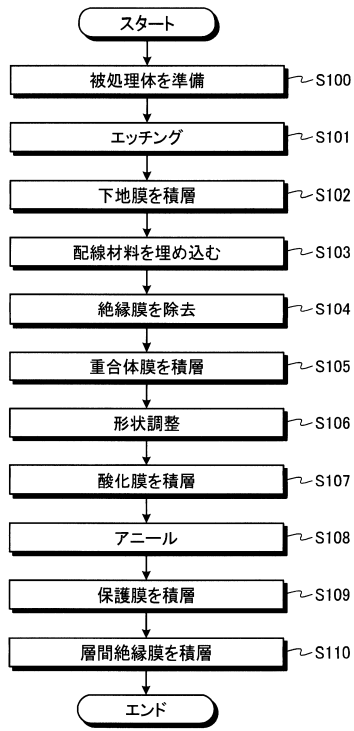 スタート
被処理体を準備 S100
エッチング S101
下地膜を積層 S102
配線材料を埋め込む S103
絶縁膜を除去 S104
重合体膜を積層 S105
形状調整 S106
酸化膜を積層 S107
アニール S108
保護膜を積層 S109
層間絶縁膜を積層 S110
エンド